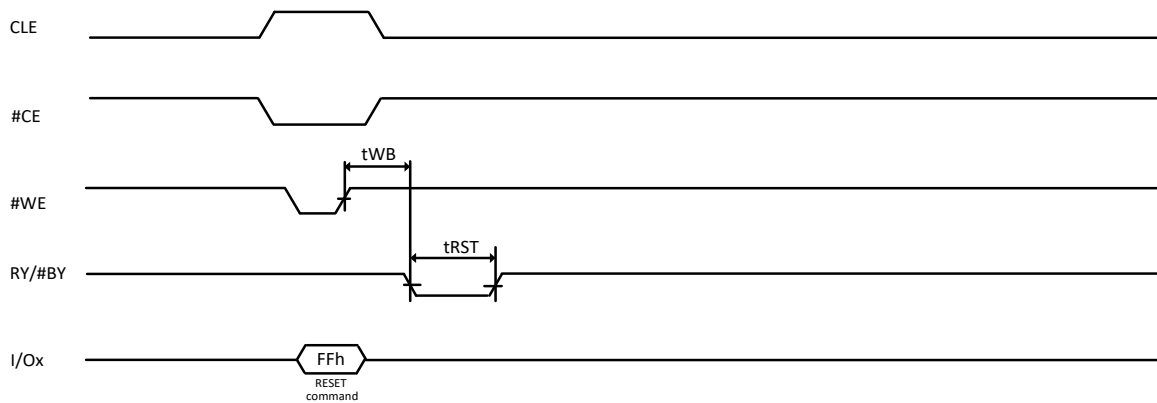 CLE
#CE
tWB
#WE
tRST
RY/#BY
I/Ox
FFh
RESET
command